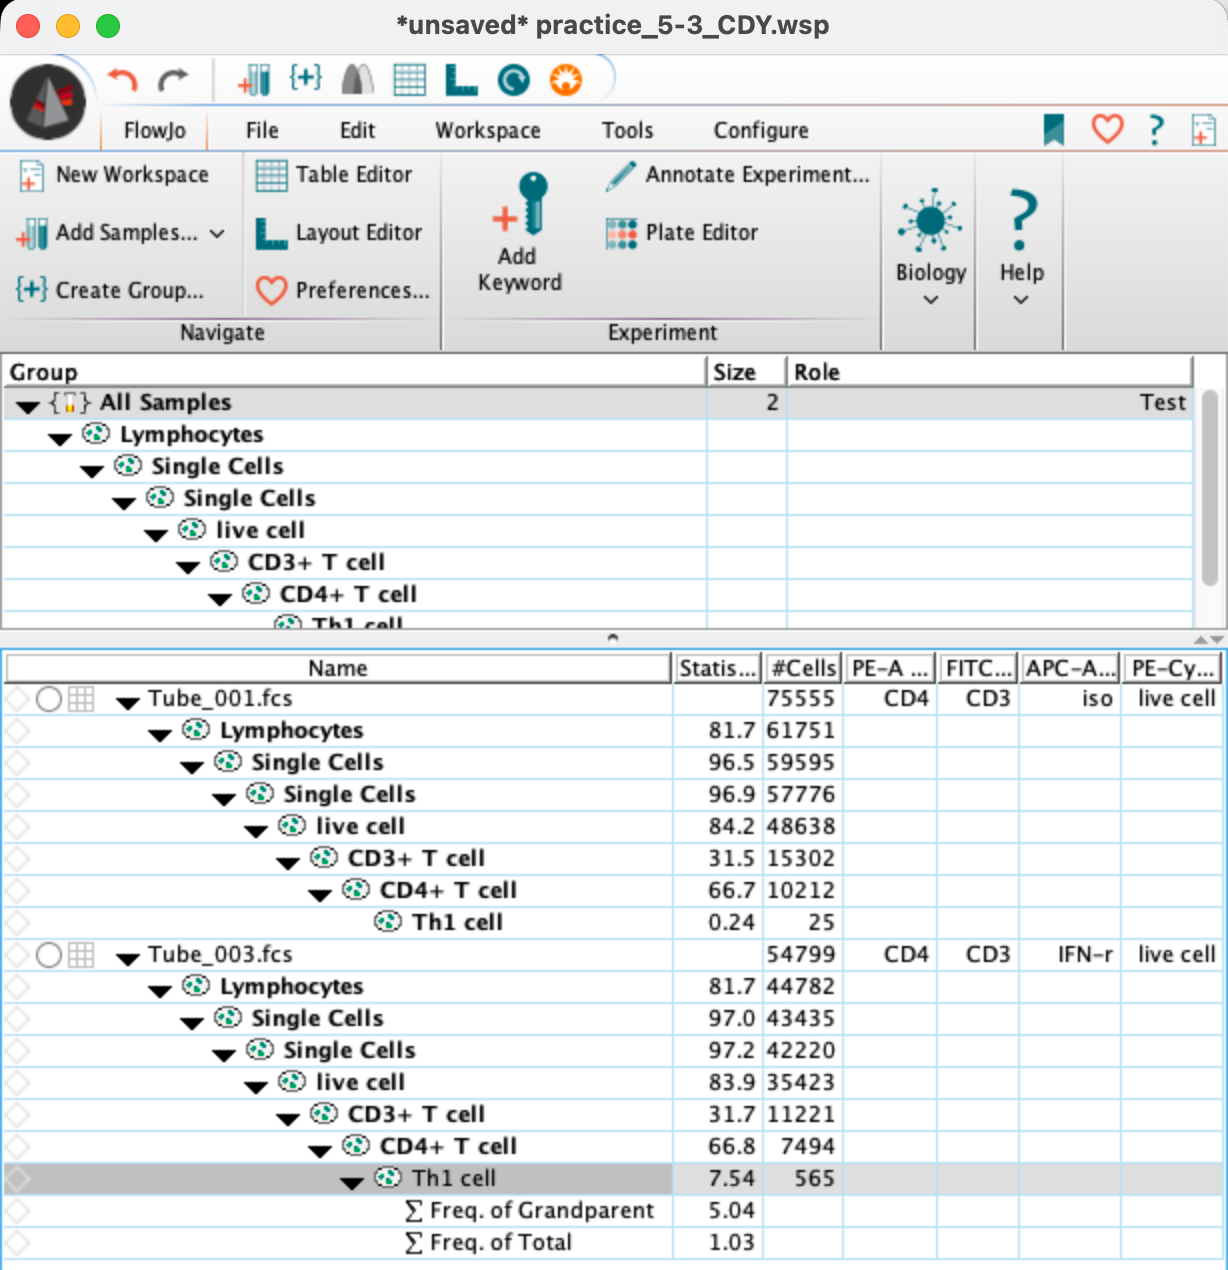 *unsaved* practice_5-3_CDY.wsp
FlowJo File Edit Workspace Tools Configure
New Workspace Table Editor Annotate Experiment...
Add Samples... Layout Editor Plate Editor
Add Keyword
Biology Help
Create Group... Preferences...
Navigate Experiment
Group Size Role
All Samples 2 Test
Lymphocytes
Single Cells
Single Cells
live cell
CD3+ T cell
CD4+ T cell
Th1 cell
Name Statis... #Cells PE-A ... FITC... APC-A... PE-Cy...
Tube_001.fcs 75555 CD4 CD3 iso live cell
Lymphocytes 81.7 61751
Single Cells 96.5 59595
Single Cells 96.9 57776
live cell 84.2 48638
CD3+ T cell 31.5 15302
CD4+ T cell 66.7 10212
Th1 cell 0.24 25
Tube_003.fcs 54799 CD4 CD3 IFN-r live cell
Lymphocytes 81.7 44782
Single Cells 97.0 43435
Single Cells 97.2 42220
live cell 83.9 35423
CD3+ T cell 31.7 11221
CD4+ T cell 66.8 7494
Th1 cell 7.54 565
Σ Freq. of Grandparent 5.04
Σ Freq. of Total 1.03